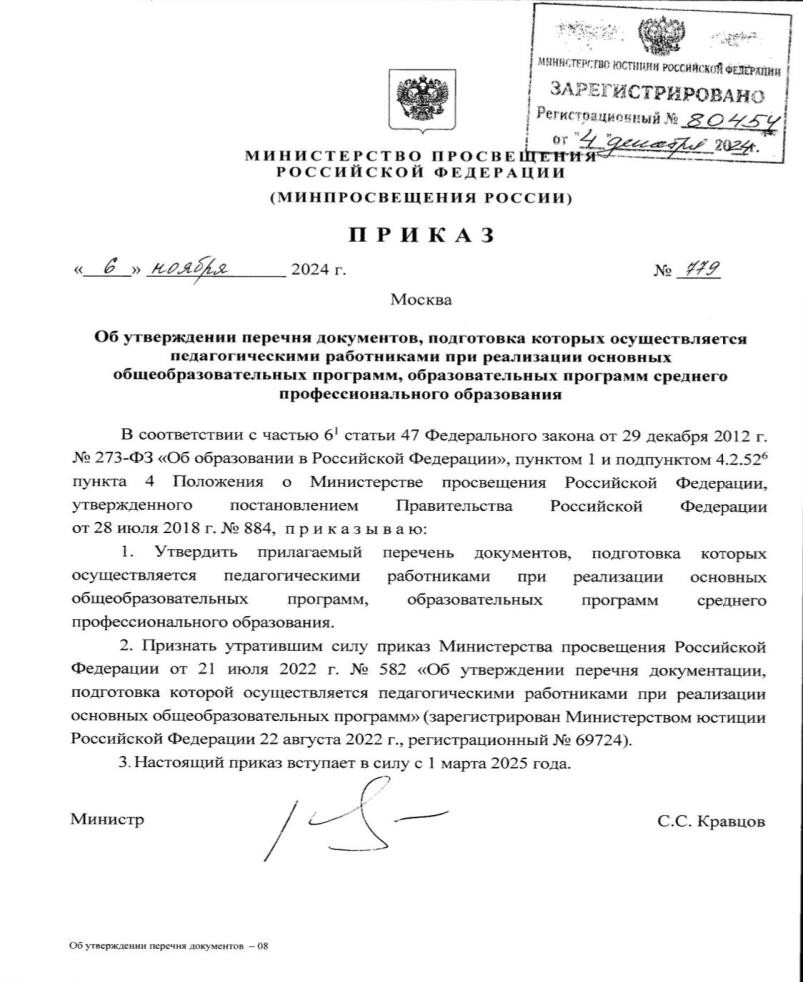 МИНИСТЕРСТВО ЮСТИЦИИ РОССИЙСКОЙ ФЕДЕРАЦИИ
ЗАРЕГИСТРИРОВАНО
Регистрационный № 80454
от "4" декабря 2024г.
МИНИСТЕРСТВО ПРОСВЕЩЕНИЯ
РОССИЙСКОЙ ФЕДЕРАЦИИ
(МИНПРОСВЕЩЕНИЯ РОССИИ)
ПРИКАЗ
« 6 » ноября 2024 г.
№ 779
Москва
Об утверждении перечня документов, подготовка которых осуществляется
педагогическими работниками при реализации основных
общеобразовательных программ, образовательных программ среднего
профессионального образования
В соответствии с частью 6¹ статьи 47 Федерального закона от 29 декабря 2012 г.
№ 273-ФЗ «Об образовании в Российской Федерации», пунктом 1 и подпунктом 4.2.52⁶
пункта 4 Положения о Министерстве просвещения Российской Федерации,
утвержденного постановлением Правительства Российской Федерации
от 28 июля 2018 г. № 884, п р и к а з ы в а ю:
1. Утвердить прилагаемый перечень документов, подготовка которых
осуществляется педагогическими работниками при реализации основных
общеобразовательных программ, образовательных программ среднего
профессионального образования.
2. Признать утратившим силу приказ Министерства просвещения Российской
Федерации от 21 июля 2022 г. № 582 «Об утверждении перечня документации,
подготовка которой осуществляется педагогическими работниками при реализации
основных общеобразовательных программ» (зарегистрирован Министерством юстиции
Российской Федерации 22 августа 2022 г., регистрационный № 69724).
3. Настоящий приказ вступает в силу с 1 марта 2025 года.
Министр
С.С. Кравцов
Об утверждении перечня документов – 08